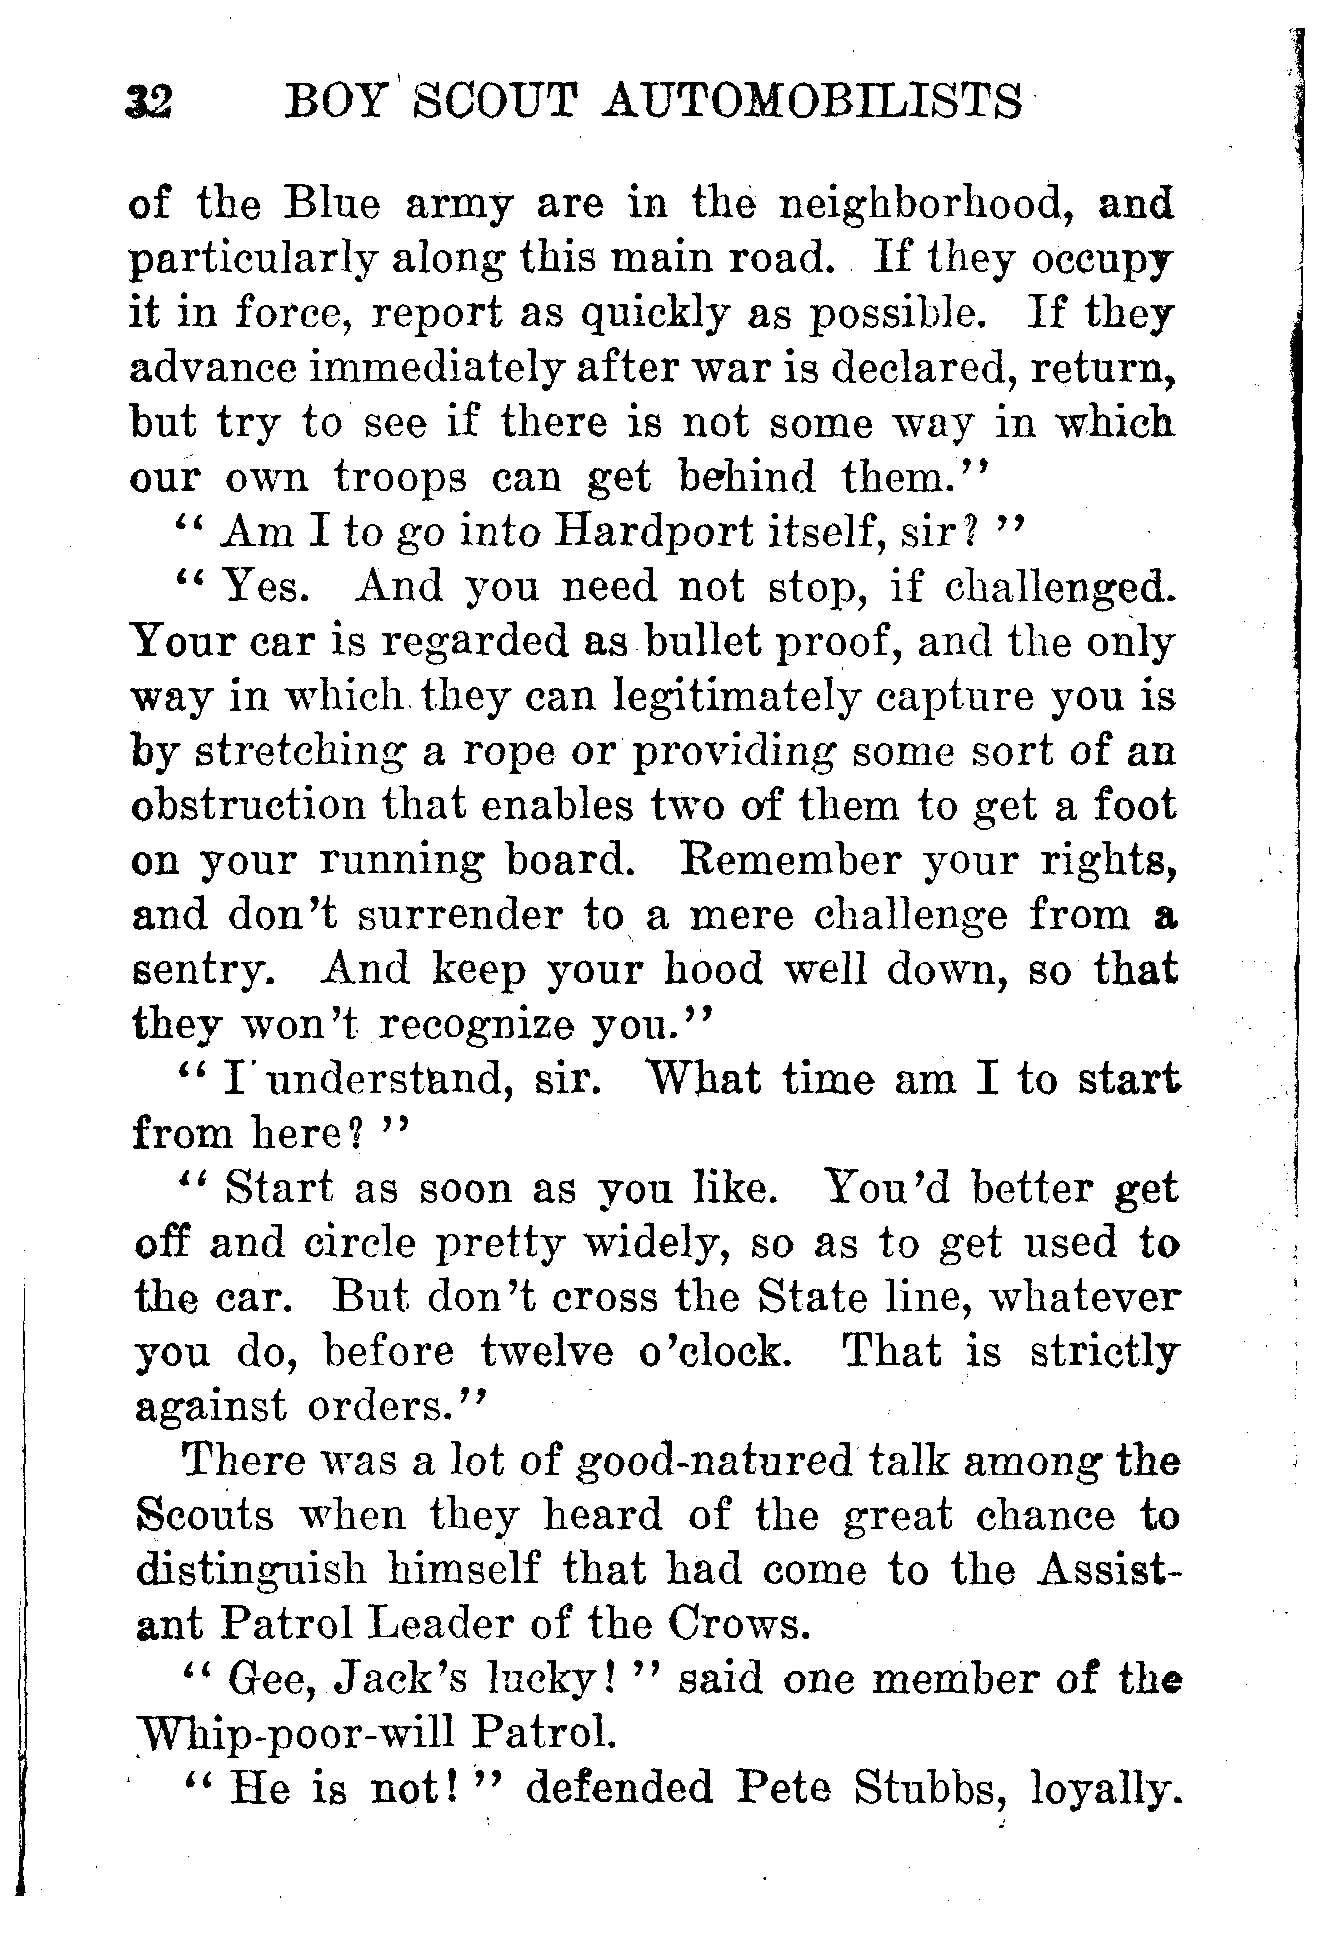 32 BOY SCOUT AUTOMOBILISTS
of the Blue army are in the neighborhood, and
particularly along this main road. If they occupy
it in force, report as quickly as possible. If they
advance immediately after war is declared, return,
but try to see if there is not some way in which
our own troops can get behind them."
"Am I to go into Hardport itself, sir?"
"Yes. And you need not stop, if challenged.
Your car is regarded as bullet proof, and the only
way in which they can legitimately capture you is
by stretching a rope or providing some sort of an
obstruction that enables two of them to get a foot
on your running board. Remember your rights,
and don't surrender to a mere challenge from a
sentry. And keep your hood well down, so that
they won't recognize you."
"I understand, sir. What time am I to start
from here?"
"Start as soon as you like. You'd better get
off and circle pretty widely, so as to get used to
the car. But don't cross the State line, whatever
you do, before twelve o'clock. That is strictly
against orders."
There was a lot of good-natured talk among the
Scouts when they heard of the great chance to
distinguish himself that had come to the Assist-
ant Patrol Leader of the Crows.
"Gee, Jack's lucky!" said one member of the
Whip-poor-will Patrol.
"He is not!" defended Pete Stubbs, loyally.